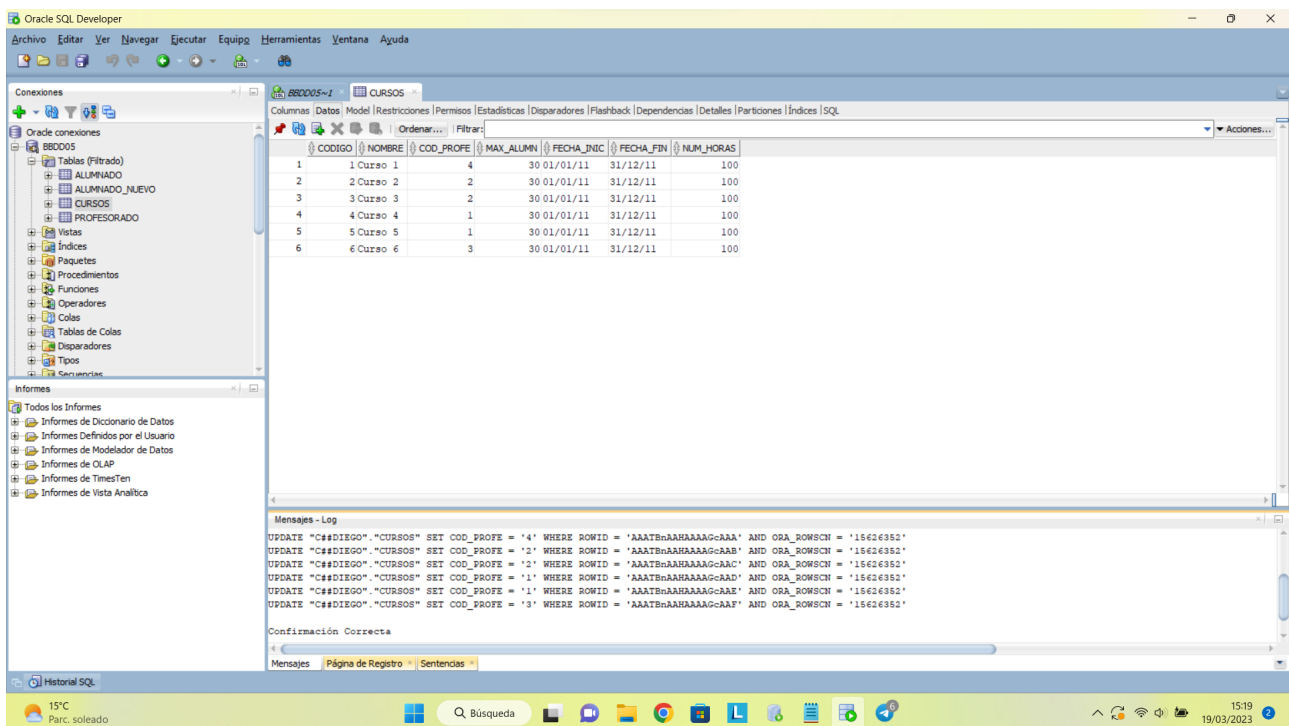 Oracle SQL Developer
Archivo Editar Ver Navegar Ejecutar Equipo Herramientas Ventana Ayuda
Conexiones
Oracle conexiones
BBDD05
Tablas (Filtrado)
ALUMNADO
ALUMNADO_NUEVO
CURSOS
PROFESORADO
Vistas
Índices
Paquetes
Procedimientos
Funciones
Operadores
Colas
Tablas de Colas
Disparadores
Tipos
Secuencias
Informes
Todos los Informes
Informes de Diccionario de Datos
Informes Definidos por el Usuario
Informes de Modelador de Datos
Informes de OLAP
Informes de TimesTen
Informes de Vista Analítica
BBDD05~1 CURSOS
Columnas Datos Model Restricciones Permisos Estadísticas Disparadores Flashback Dependencias Detalles Particiones Índices SQL
Ordenar... Filtrar: Acciones...
CODIGO NOMBRE COD_PROFE MAX_ALUMN FECHA_INIC FECHA_FIN NUM_HORAS
1 1 Curso 1 4 30 01/01/11 31/12/11 100
2 2 Curso 2 2 30 01/01/11 31/12/11 100
3 3 Curso 3 2 30 01/01/11 31/12/11 100
4 4 Curso 4 1 30 01/01/11 31/12/11 100
5 5 Curso 5 1 30 01/01/11 31/12/11 100
6 6 Curso 6 3 30 01/01/11 31/12/11 100
Mensajes - Log
UPDATE "C##DIEGO"."CURSOS" SET COD_PROFE = '4' WHERE ROWID = 'AAATBnAAHAAAAGcAAA' AND ORA_ROWSCN = '15626352'
UPDATE "C##DIEGO"."CURSOS" SET COD_PROFE = '2' WHERE ROWID = 'AAATBnAAHAAAAGcAAB' AND ORA_ROWSCN = '15626352'
UPDATE "C##DIEGO"."CURSOS" SET COD_PROFE = '2' WHERE ROWID = 'AAATBnAAHAAAAGcAAC' AND ORA_ROWSCN = '15626352'
UPDATE "C##DIEGO"."CURSOS" SET COD_PROFE = '1' WHERE ROWID = 'AAATBnAAHAAAAGcAAD' AND ORA_ROWSCN = '15626352'
UPDATE "C##DIEGO"."CURSOS" SET COD_PROFE = '1' WHERE ROWID = 'AAATBnAAHAAAAGcAAE' AND ORA_ROWSCN = '15626352'
UPDATE "C##DIEGO"."CURSOS" SET COD_PROFE = '3' WHERE ROWID = 'AAATBnAAHAAAAGcAAF' AND ORA_ROWSCN = '15626352'
Confirmación Correcta
Mensajes Página de Registro Sentencias
Historial SQL
15°C
Parc. soleado
Búsqueda
15:19
19/03/2023
2